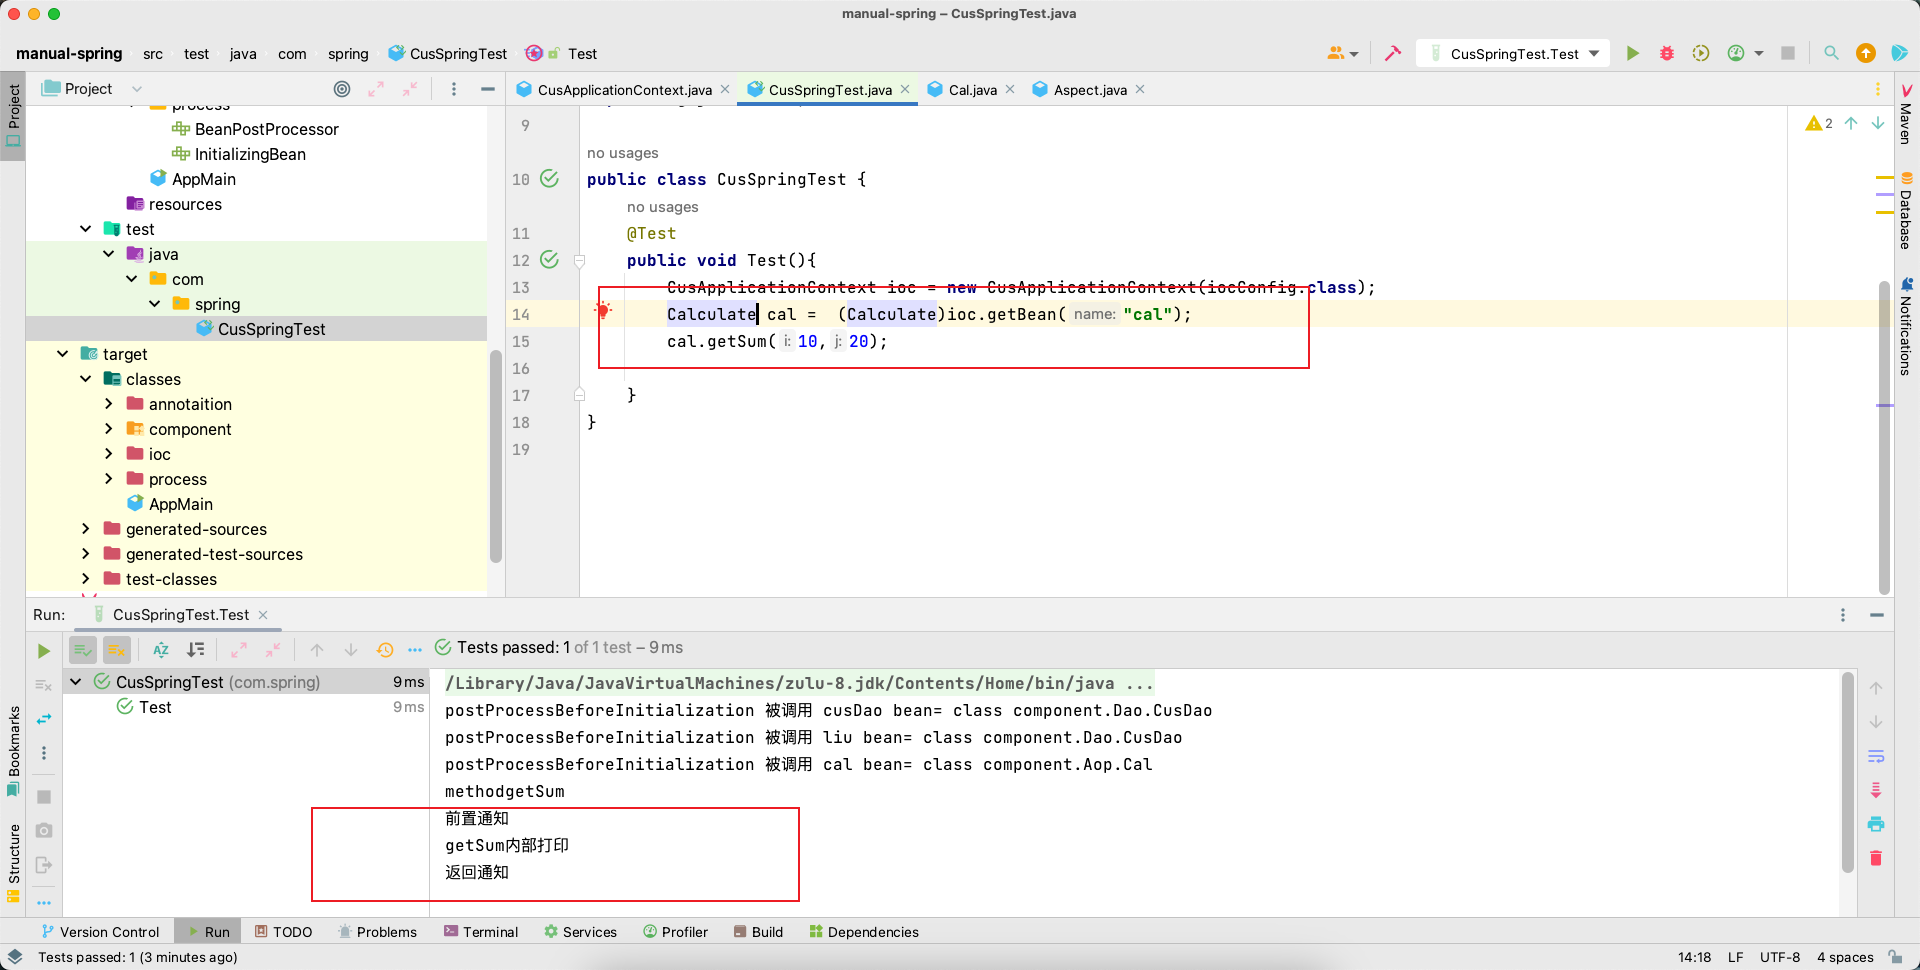 manual-spring – CusSpringTest.java
manual-spring src test java com spring CusSpringTest Test
CusSpringTest.Test
Project
CusApplicationContext.java CusSpringTest.java Cal.java Aspect.java
Project
process
BeanPostProcessor
InitializingBean
AppMain
resources
test
java
com
spring
CusSpringTest
target
classes
annotaition
component
ioc
process
AppMain
generated-sources
generated-test-sources
test-classes
2
9
no usages
10 public class CusSpringTest {
no usages
11 @Test
12 public void Test(){
13 CusApplicationContext ioc = new CusApplicationContext(iocConfig.class);
14 Calculate cal = (Calculate)ioc.getBean( name: "cal");
15 cal.getSum( i: 10, j: 20);
16
17 }
18 }
19
Maven
Database
Notifications
Run: CusSpringTest.Test
Tests passed: 1 of 1 test – 9 ms
CusSpringTest (com.spring) 9 ms
Test 9 ms
/Library/Java/JavaVirtualMachines/zulu-8.jdk/Contents/Home/bin/java ...
postProcessBeforeInitialization 被调用 cusDao bean= class component.Dao.CusDao
postProcessBeforeInitialization 被调用 liu bean= class component.Dao.CusDao
postProcessBeforeInitialization 被调用 cal bean= class component.Aop.Cal
methodgetSum
前置通知
getSum内部打印
返回通知
Bookmarks
Structure
Version Control Run TODO Problems Terminal Services Profiler Build Dependencies
Tests passed: 1 (3 minutes ago)
14:18 LF UTF-8 4 spaces